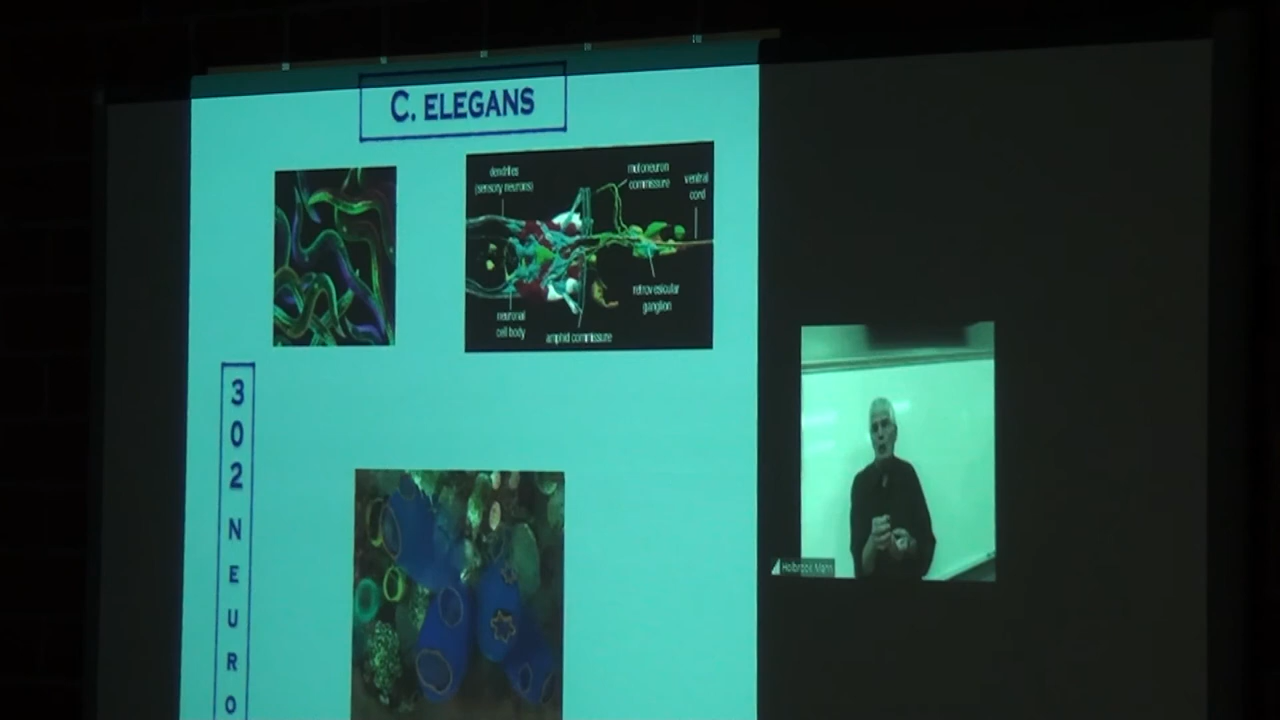 C. ELEGANS
dendrites
(sensory neurons)
motoneuron
commissure
ventral
cord
retrovesicular
ganglion
neuronal
cell body
amphid commissure
3
0
2
N
E
U
R
O
Holbrook Mann